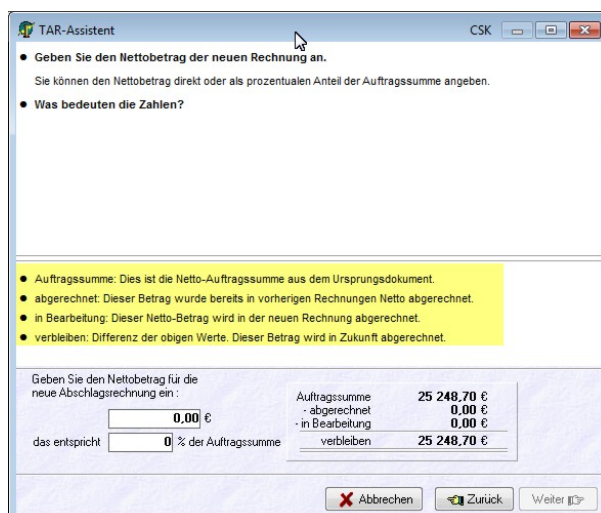 TAR-Assistent CSK
Geben Sie den Nettobetrag der neuen Rechnung an.
Sie können den Nettobetrag direkt oder als prozentualen Anteil der Auftragssumme angeben.
Was bedeuten die Zahlen?
Auftragssumme: Dies ist die Netto-Auftragssumme aus dem Ursprungsdokument.
abgerechnet: Dieser Betrag wurde bereits in vorherigen Rechnungen Netto abgerechnet.
in Bearbeitung: Dieser Netto-Betrag wird in der neuen Rechnung abgerechnet.
verbleiben: Differenz der obigen Werte. Dieser Betrag wird in Zukunft abgerechnet.
Geben Sie den Nettobetrag für die
neue Abschlagsrechnung ein :
0,00 €
das entspricht 0 % der Auftragssumme
Auftragssumme 25 248,70 €
- abgerechnet 0,00 €
- in Bearbeitung 0,00 €
verbleiben 25 248,70 €
Abbrechen Zurück Weiter